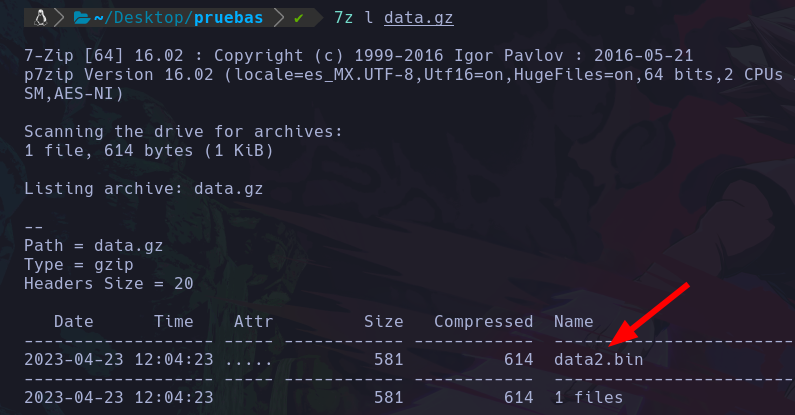 ~/Desktop/pruebas ✔ 7z l data.gz
7-Zip [64] 16.02 : Copyright (c) 1999-2016 Igor Pavlov : 2016-05-21
p7zip Version 16.02 (locale=es_MX.UTF-8,Utf16=on,HugeFiles=on,64 bits,2 CPUs
SM,AES-NI)
Scanning the drive for archives:
1 file, 614 bytes (1 KiB)
Listing archive: data.gz
--
Path = data.gz
Type = gzip
Headers Size = 20
   Date      Time    Attr         Size   Compressed  Name
------------------- ----- ------------ ------------  ------------------------
2023-04-23 12:04:23 .....          581          614  data2.bin
------------------- ----- ------------ ------------  ------------------------
2023-04-23 12:04:23                581          614  1 files